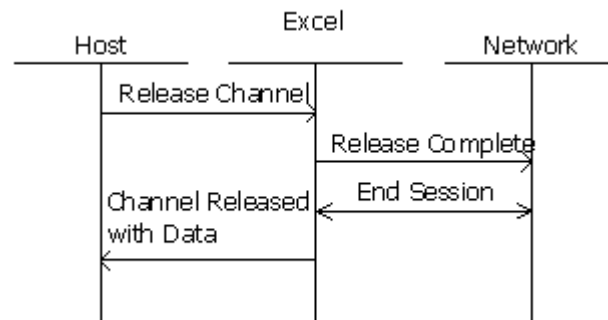 Excel
Host
Network
Release Channel
Release Complete
End Session
Channel Released
with Data